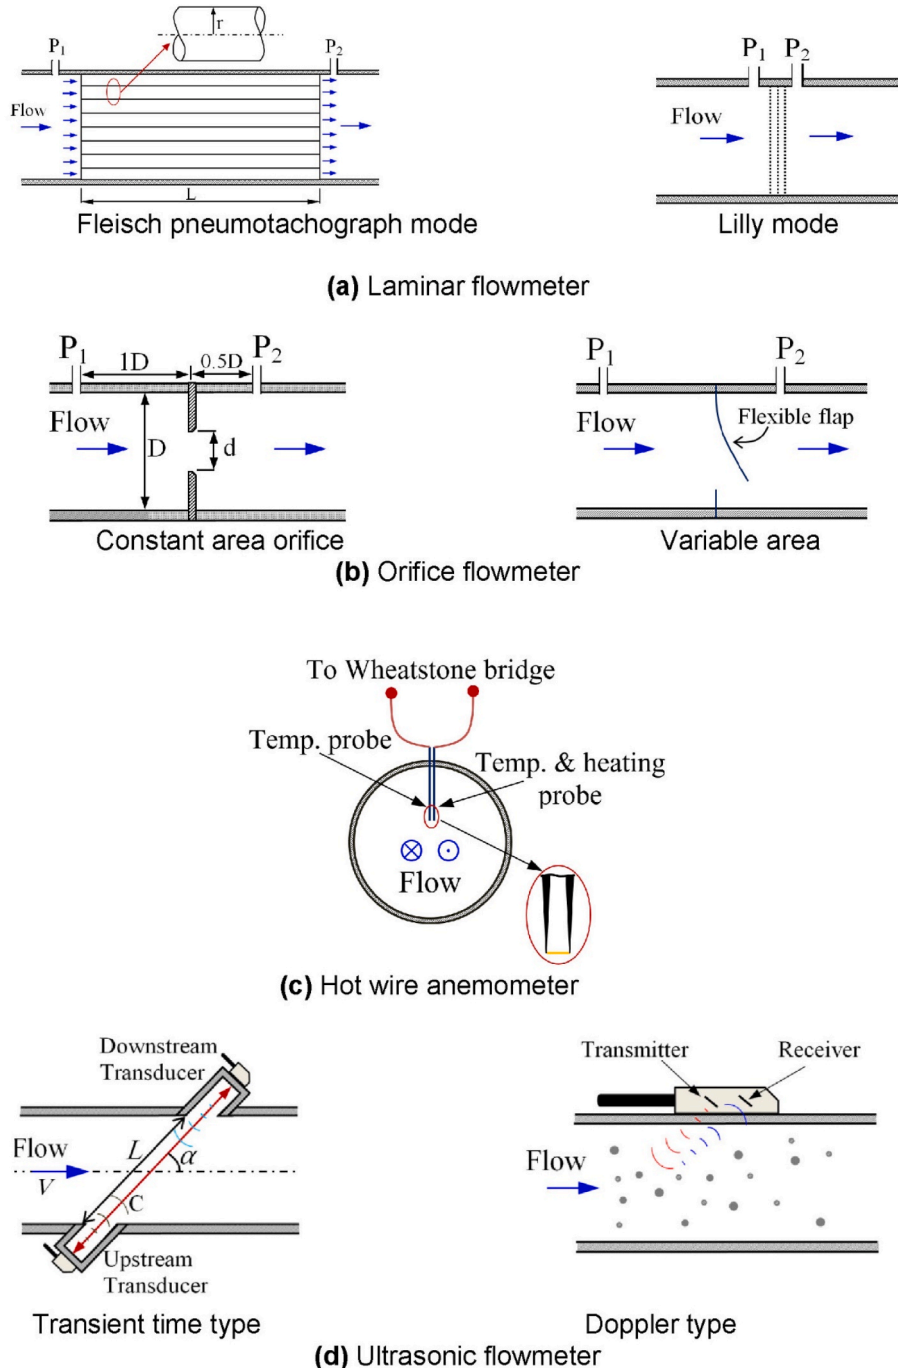 r
P1
P2
Flow
L
Fleisch pneumotachograph mode
P1
P2
Flow
Lilly mode
(a) Laminar flowmeter
P1
1D
0.5D
P2
Flow
D
d
Constant area orifice
P1
P2
Flow
Flexible flap
Variable area
(b) Orifice flowmeter
To Wheatstone bridge
Temp. probe
Temp. & heating
probe
Flow
(c) Hot wire anemometer
Downstream
Transducer
Flow
V
L
α
C
Upstream
Transducer
Transient time type
Transmitter
Receiver
Flow
Doppler type
(d) Ultrasonic flowmeter